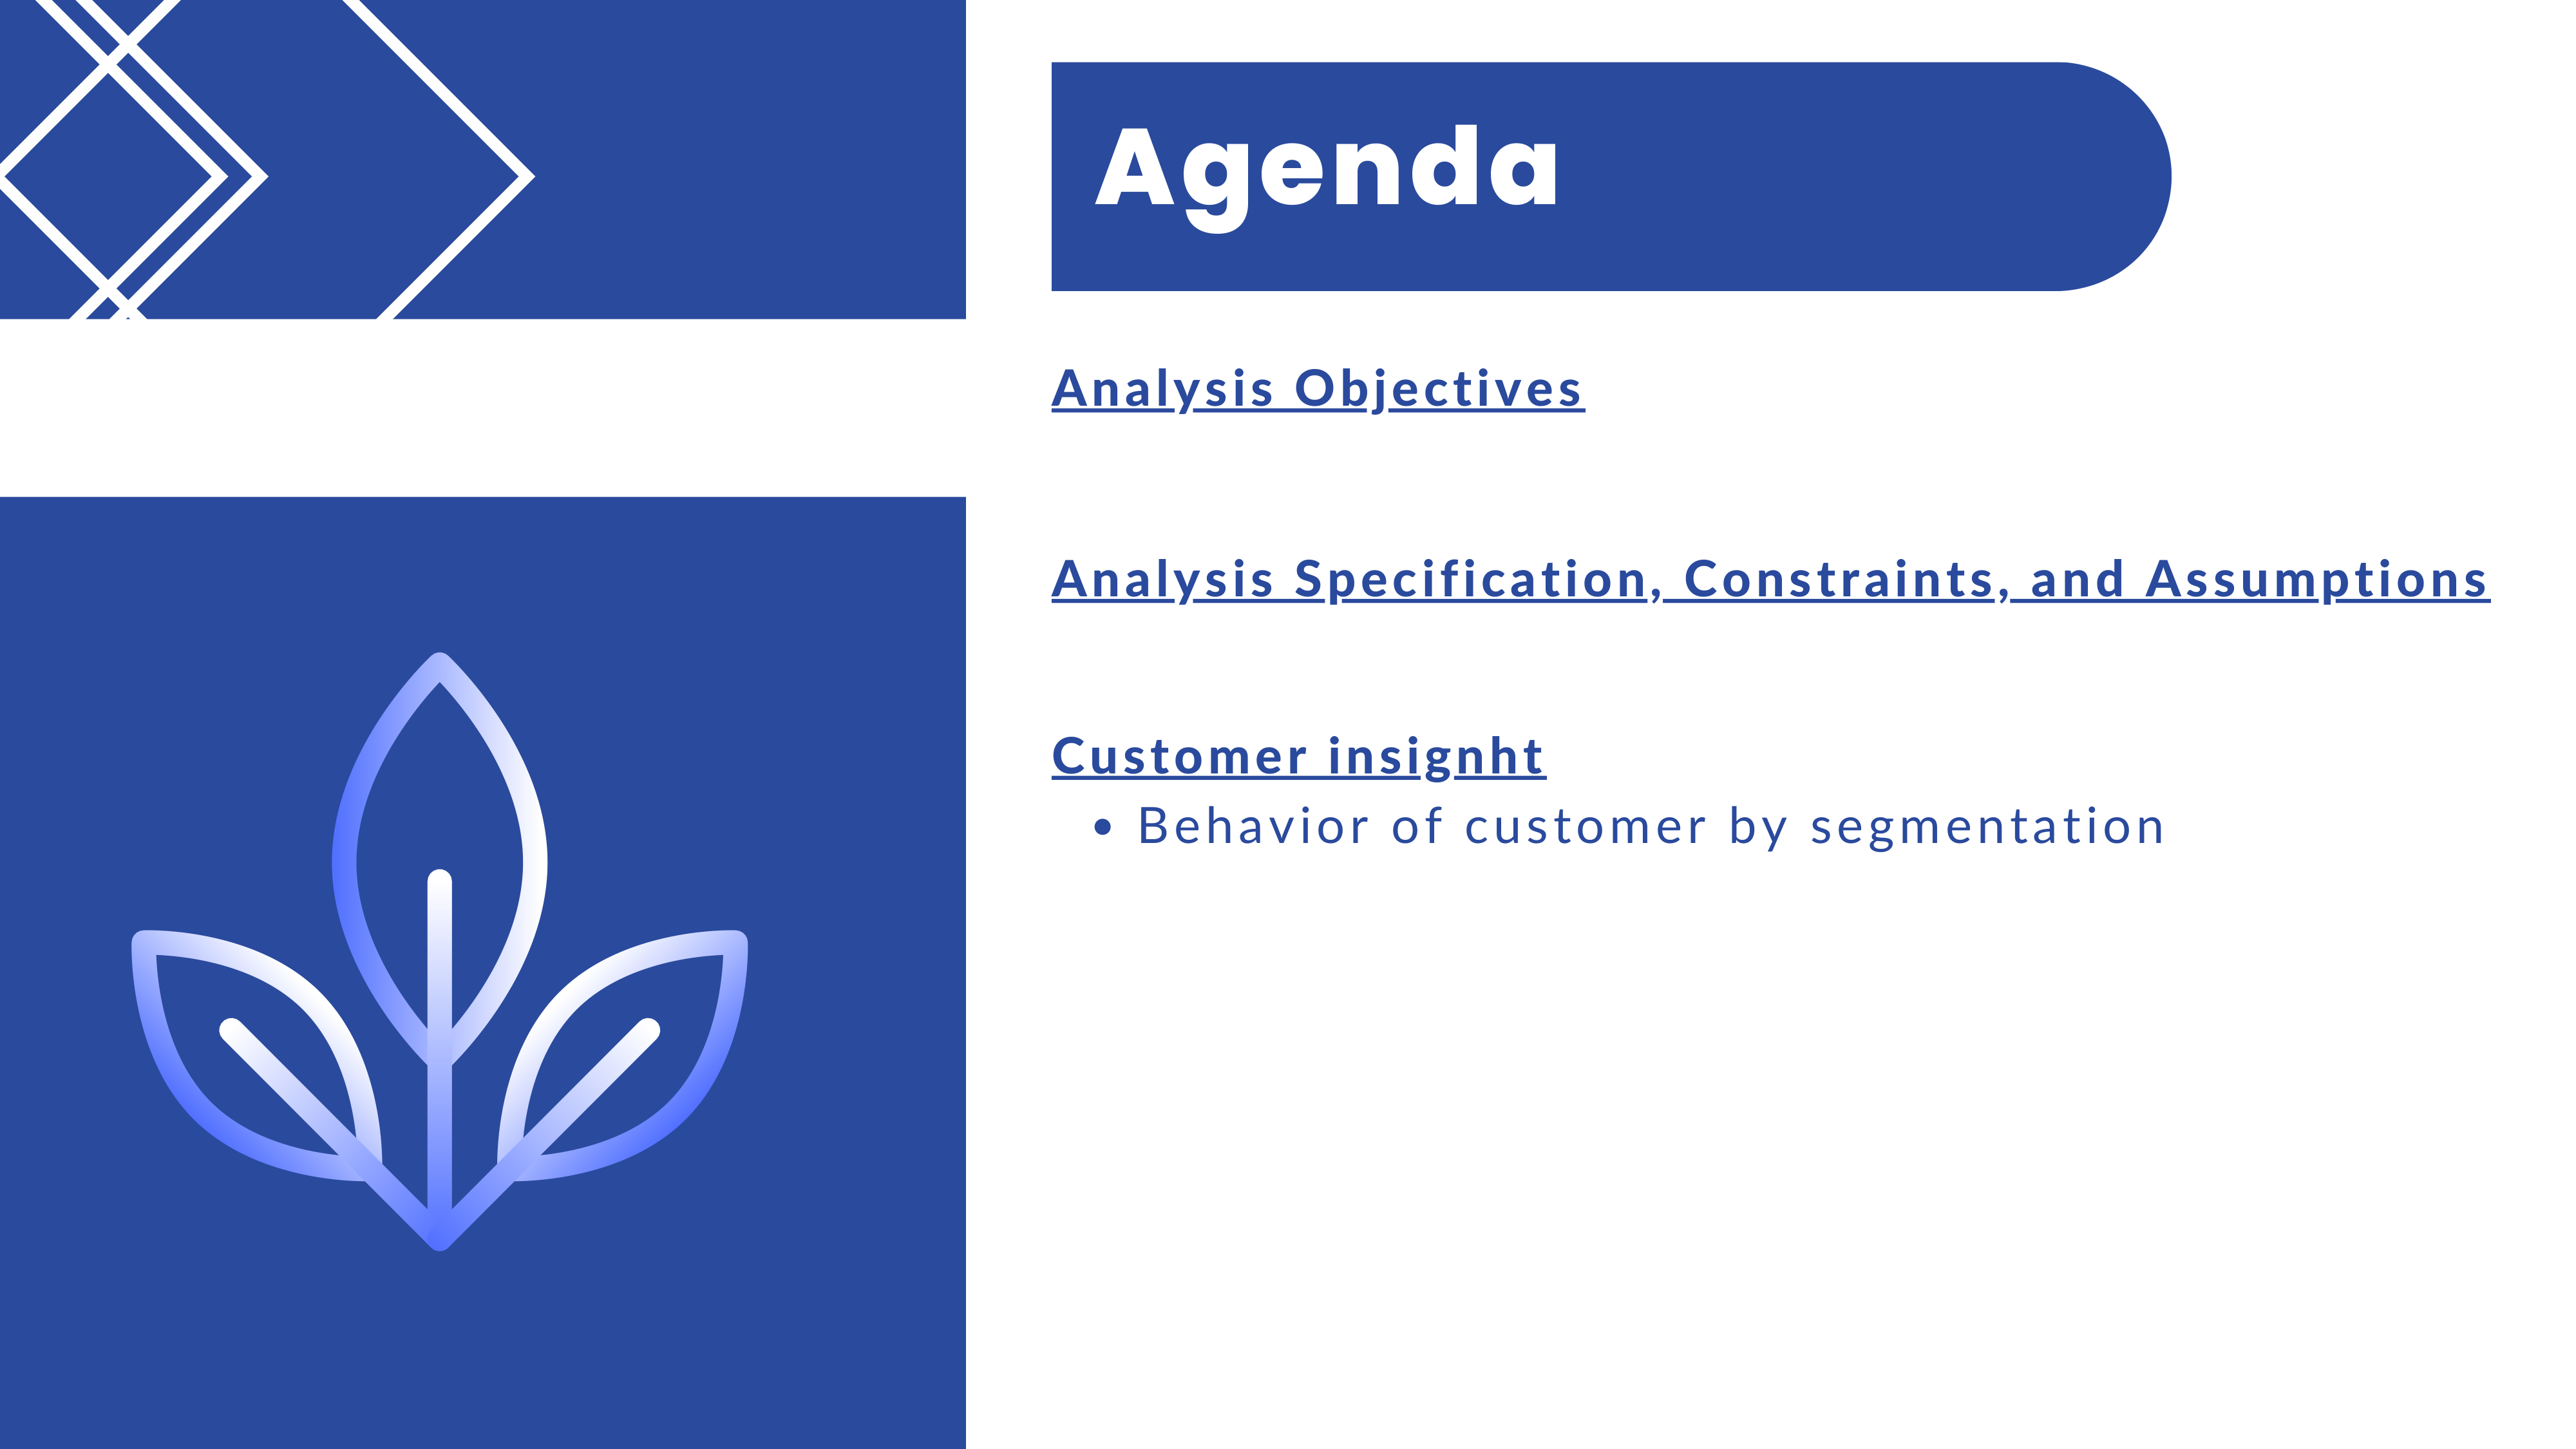 Agenda
Analysis Objectives
Analysis Specification, Constraints, and Assumptions
Customer insignht
• Behavior of customer by segmentation